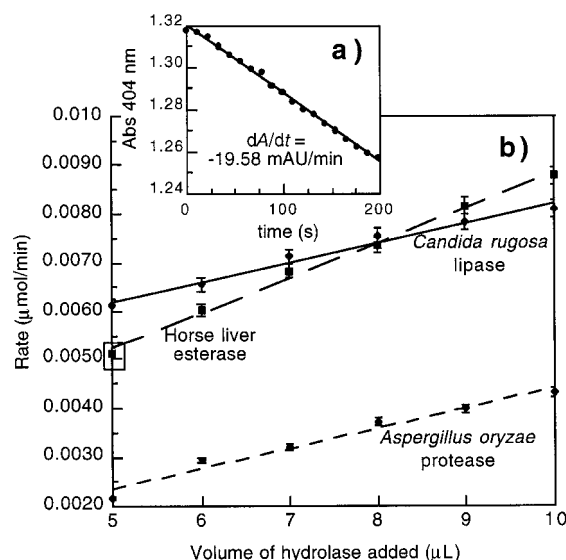 a)
Abs 404 nm
1.32
1.30
1.28
1.26
1.24
dA/dt =
-19.58 mAU/min
0
100
200
time (s)
b)
Rate (µmol/min)
0.010
0.0090
0.0080
0.0070
0.0060
0.0050
0.0040
0.0030
0.0020
Candida rugosa
lipase
Horse liver
esterase
Aspergillus oryzae
protease
5
6
7
8
9
10
Volume of hydrolase added (µL)